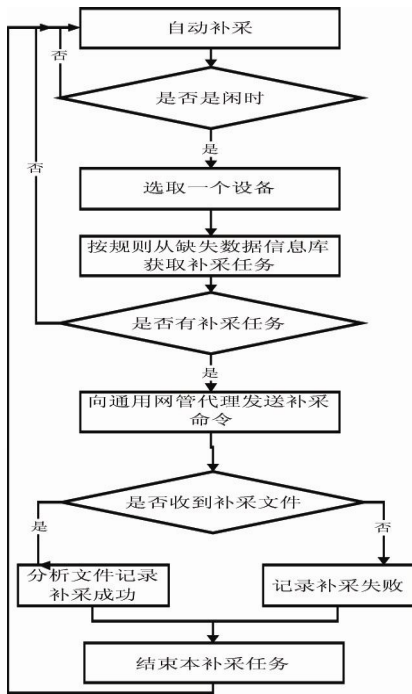 自动补采
否
是否是闲时
是
否
选取一个设备
按规则从缺失数据信息库
获取补采任务
是否有补采任务
是
向通用网管代理发送补采
命令
是否收到补采文件
是
否
分析文件记录
补采成功
记录补采失败
结束本补采任务